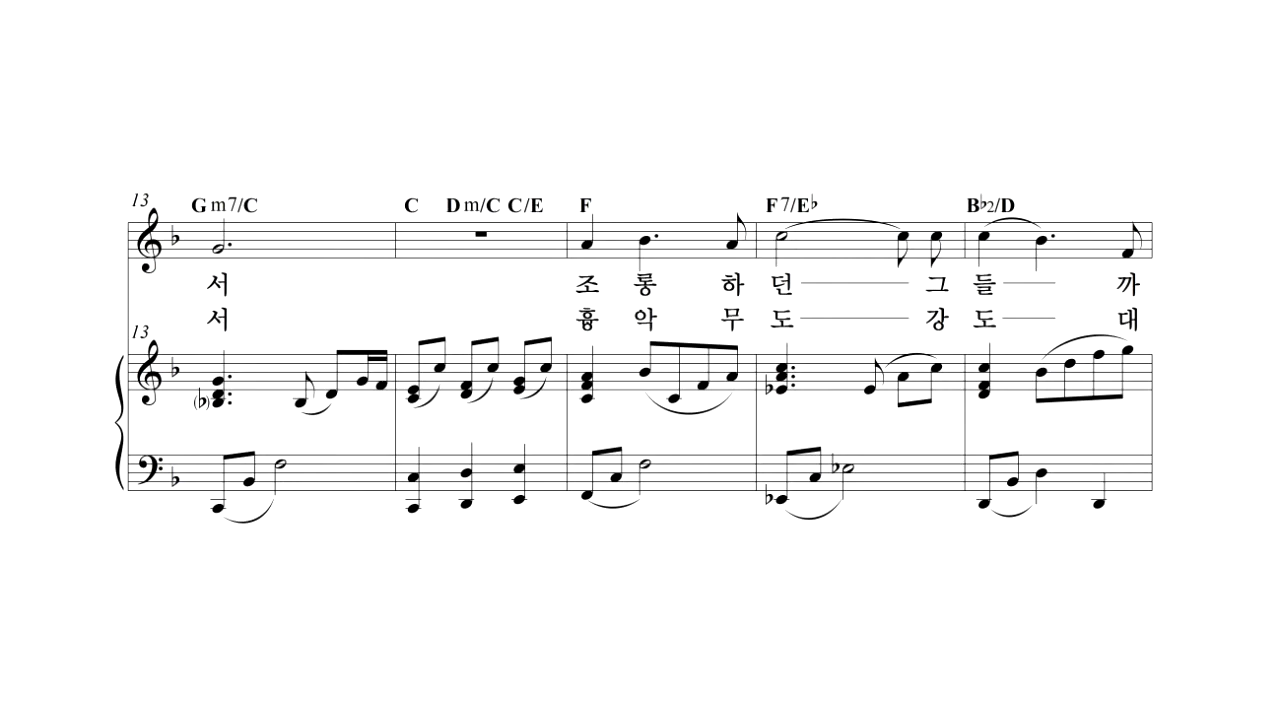 13 Gm7/C C Dm/C C/E F F7/E♭ B♭2/D
서 조 롱 하 던 그 들 까
서 흉 악 무 도 강 도 대
13